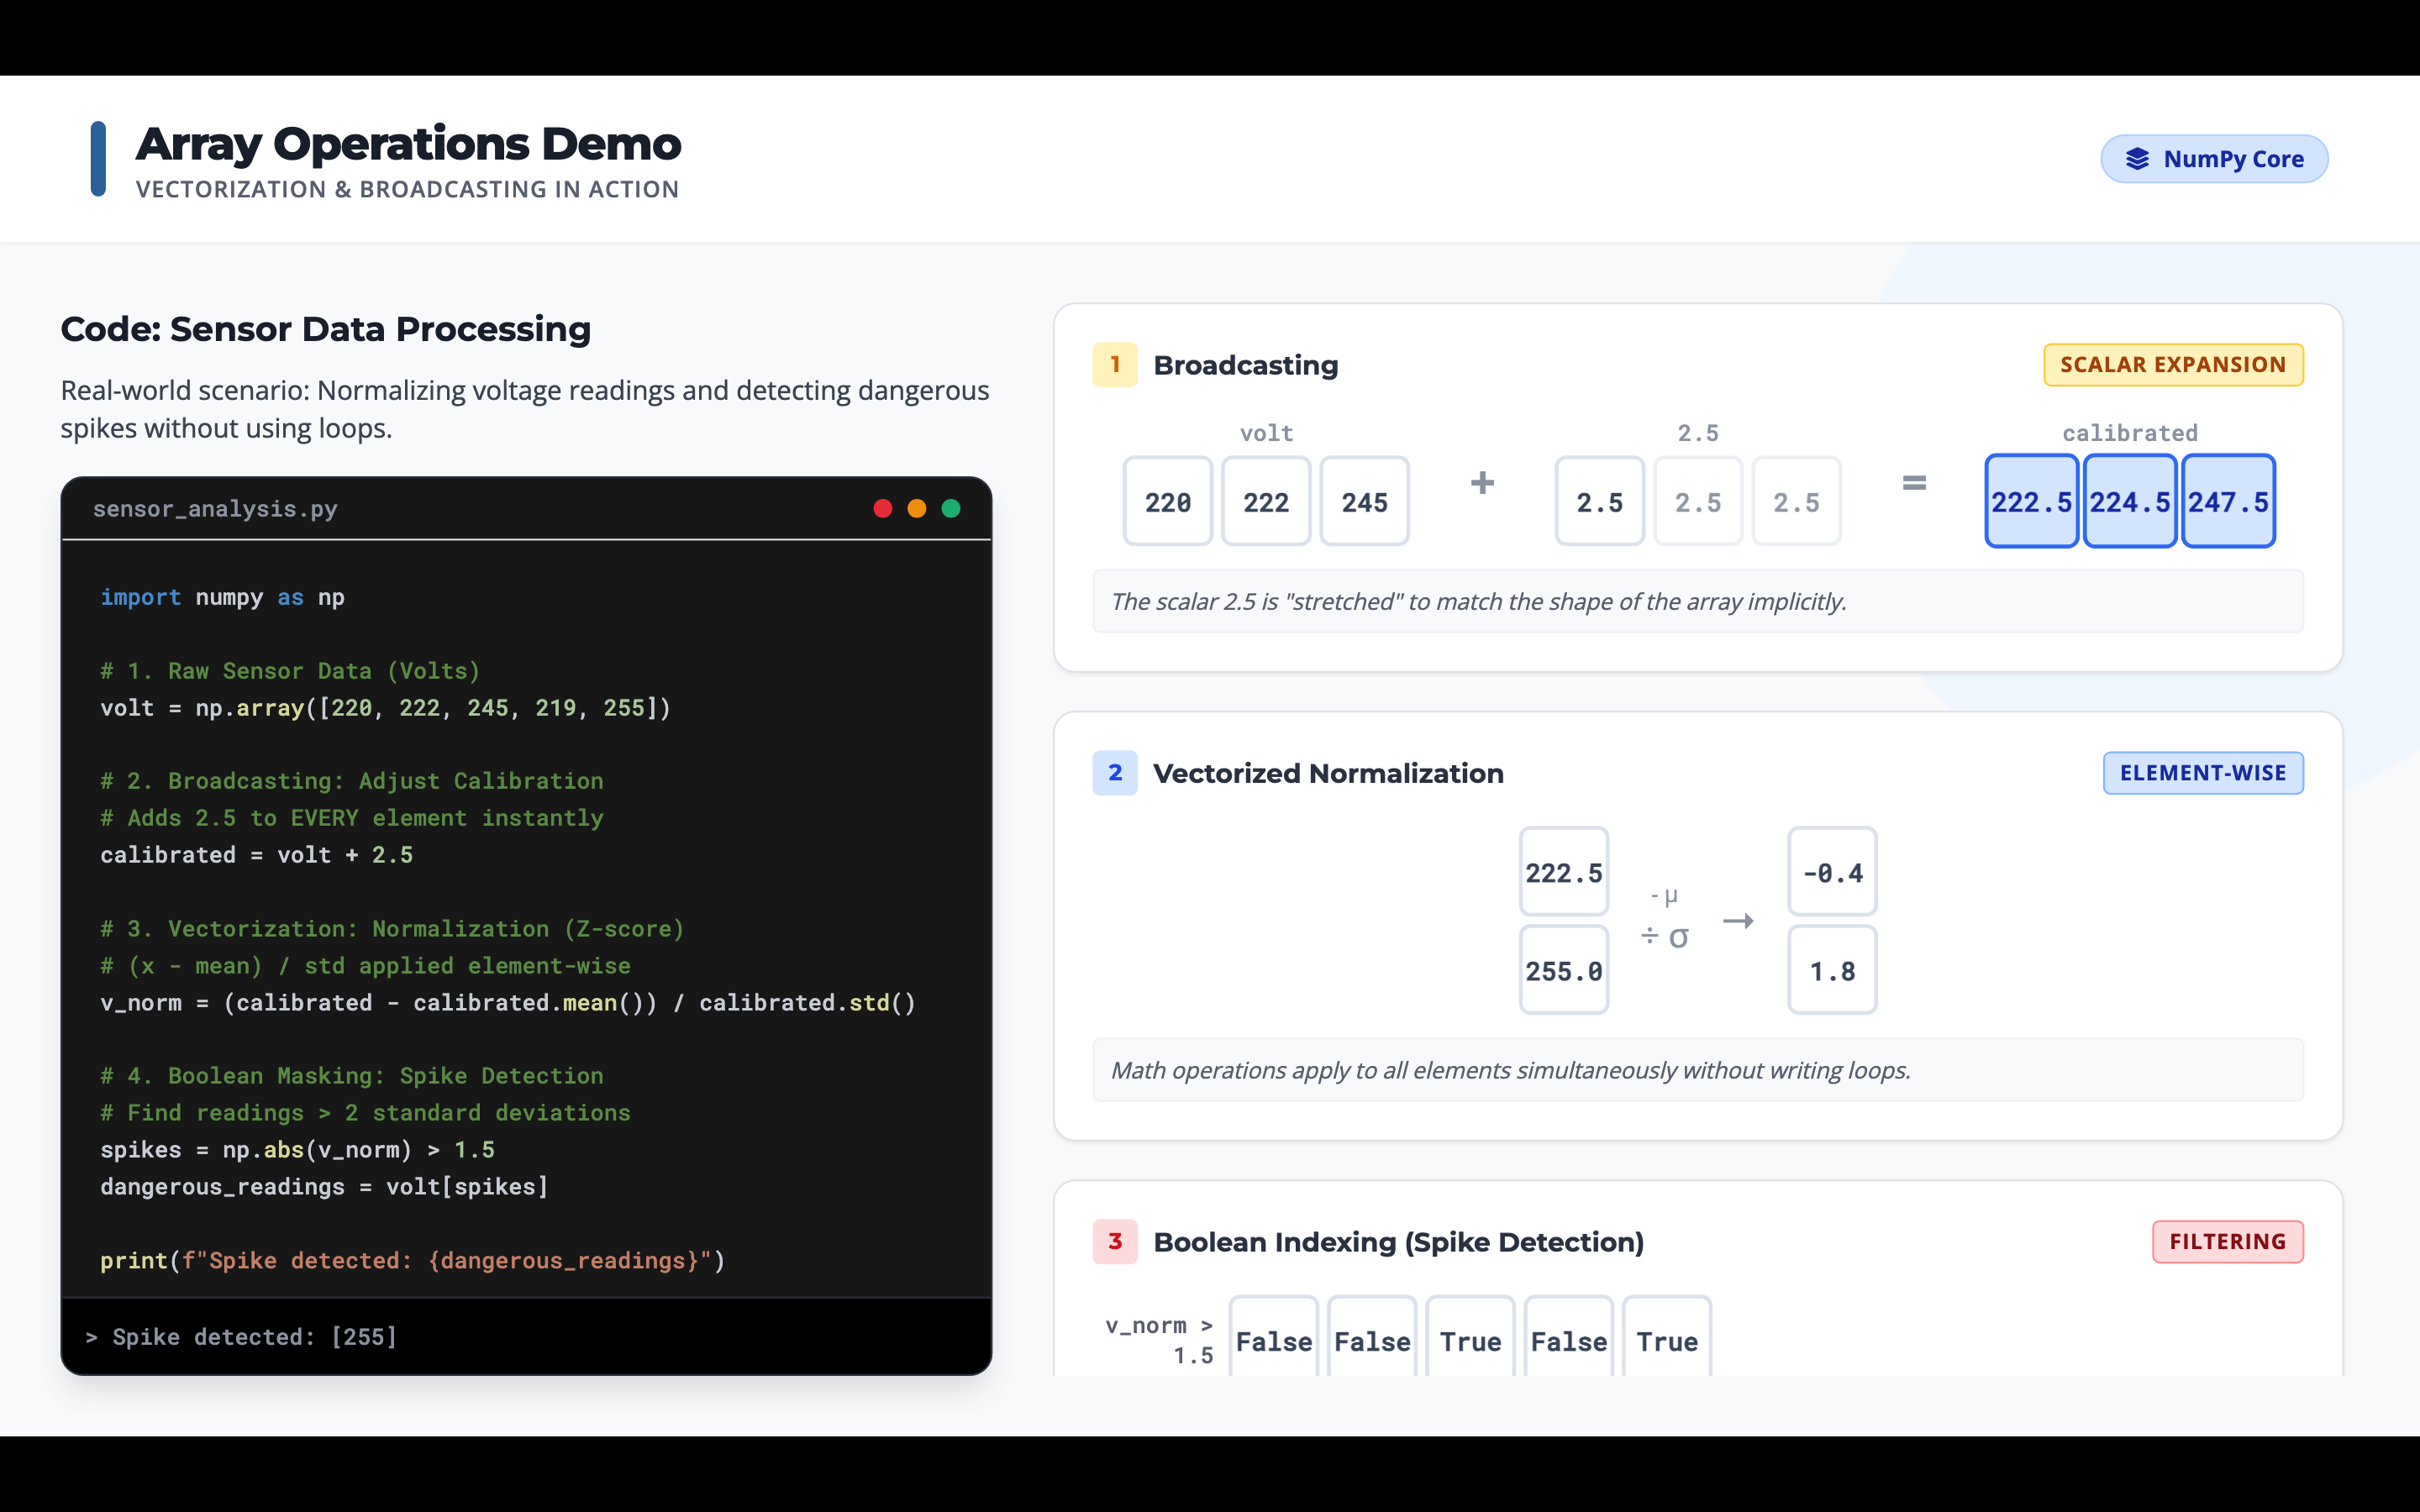 Array Operations Demo
VECTORIZATION & BROADCASTING IN ACTION
NumPy Core
Code: Sensor Data Processing
Real-world scenario: Normalizing voltage readings and detecting dangerous
spikes without using loops.
sensor_analysis.py
import numpy as np
# 1. Raw Sensor Data (Volts)
volt = np.array([220, 222, 245, 219, 255])
# 2. Broadcasting: Adjust Calibration
# Adds 2.5 to EVERY element instantly
calibrated = volt + 2.5
# 3. Vectorization: Normalization (Z-score)
# (x - mean) / std applied element-wise
v_norm = (calibrated - calibrated.mean()) / calibrated.std()
# 4. Boolean Masking: Spike Detection
# Find readings > 2 standard deviations
spikes = np.abs(v_norm) > 1.5
dangerous_readings = volt[spikes]
print(f"Spike detected: {dangerous_readings}")
> Spike detected: [255]
1 Broadcasting
SCALAR EXPANSION
volt 2.5 calibrated
220 222 245 + 2.5 2.5 2.5 = 222.5 224.5 247.5
The scalar 2.5 is "stretched" to match the shape of the array implicitly.
2 Vectorized Normalization
ELEMENT-WISE
222.5 - μ -0.4
255.0 ÷ σ → 1.8
Math operations apply to all elements simultaneously without writing loops.
3 Boolean Indexing (Spike Detection)
FILTERING
v_norm >
1.5
False False True False True